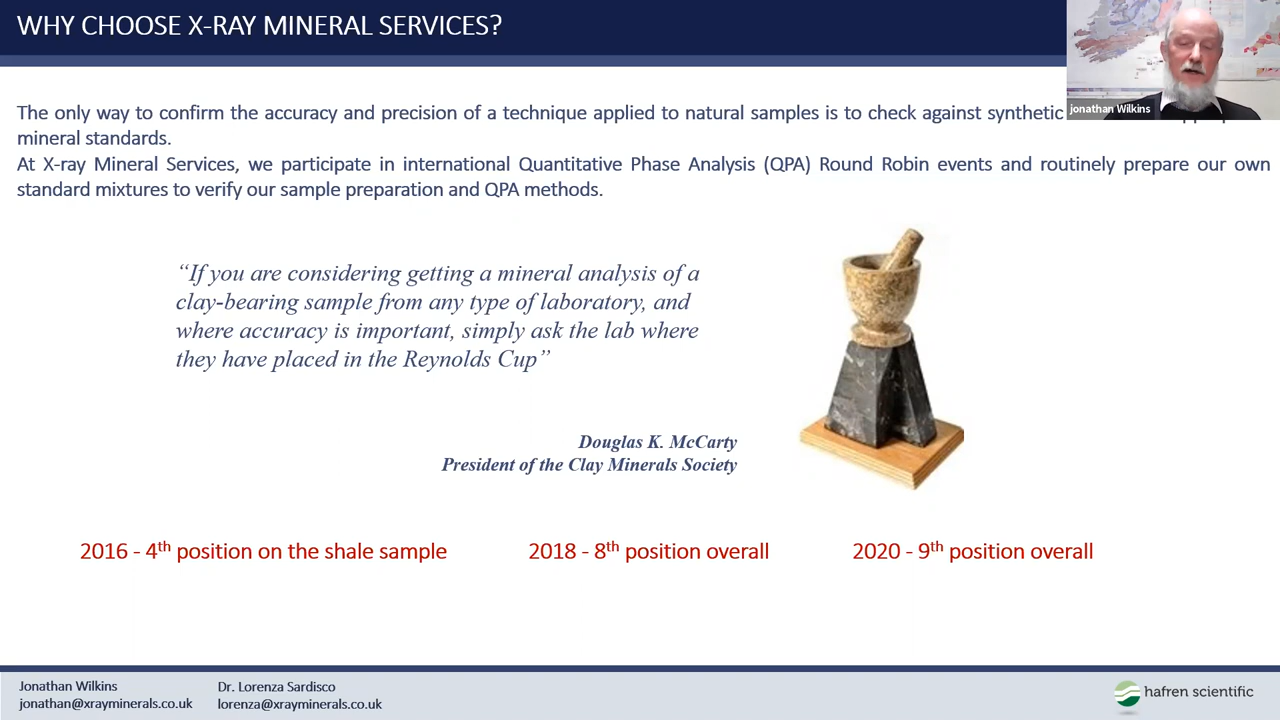 WHY CHOOSE X-RAY MINERAL SERVICES?
jonathan Wilkins
The only way to confirm the accuracy and precision of a technique applied to natural samples is to check against synthetic
mineral standards.
At X-ray Mineral Services, we participate in international Quantitative Phase Analysis (QPA) Round Robin events and routinely prepare our own
standard mixtures to verify our sample preparation and QPA methods.
“If you are considering getting a mineral analysis of a
clay-bearing sample from any type of laboratory, and
where accuracy is important, simply ask the lab where
they have placed in the Reynolds Cup”
Douglas K. McCarty
President of the Clay Minerals Society
2016 - 4th position on the shale sample
2018 - 8th position overall
2020 - 9th position overall
Jonathan Wilkins
jonathan@xrayminerals.co.uk
Dr. Lorenza Sardisco
lorenza@xrayminerals.co.uk
hafren scientific